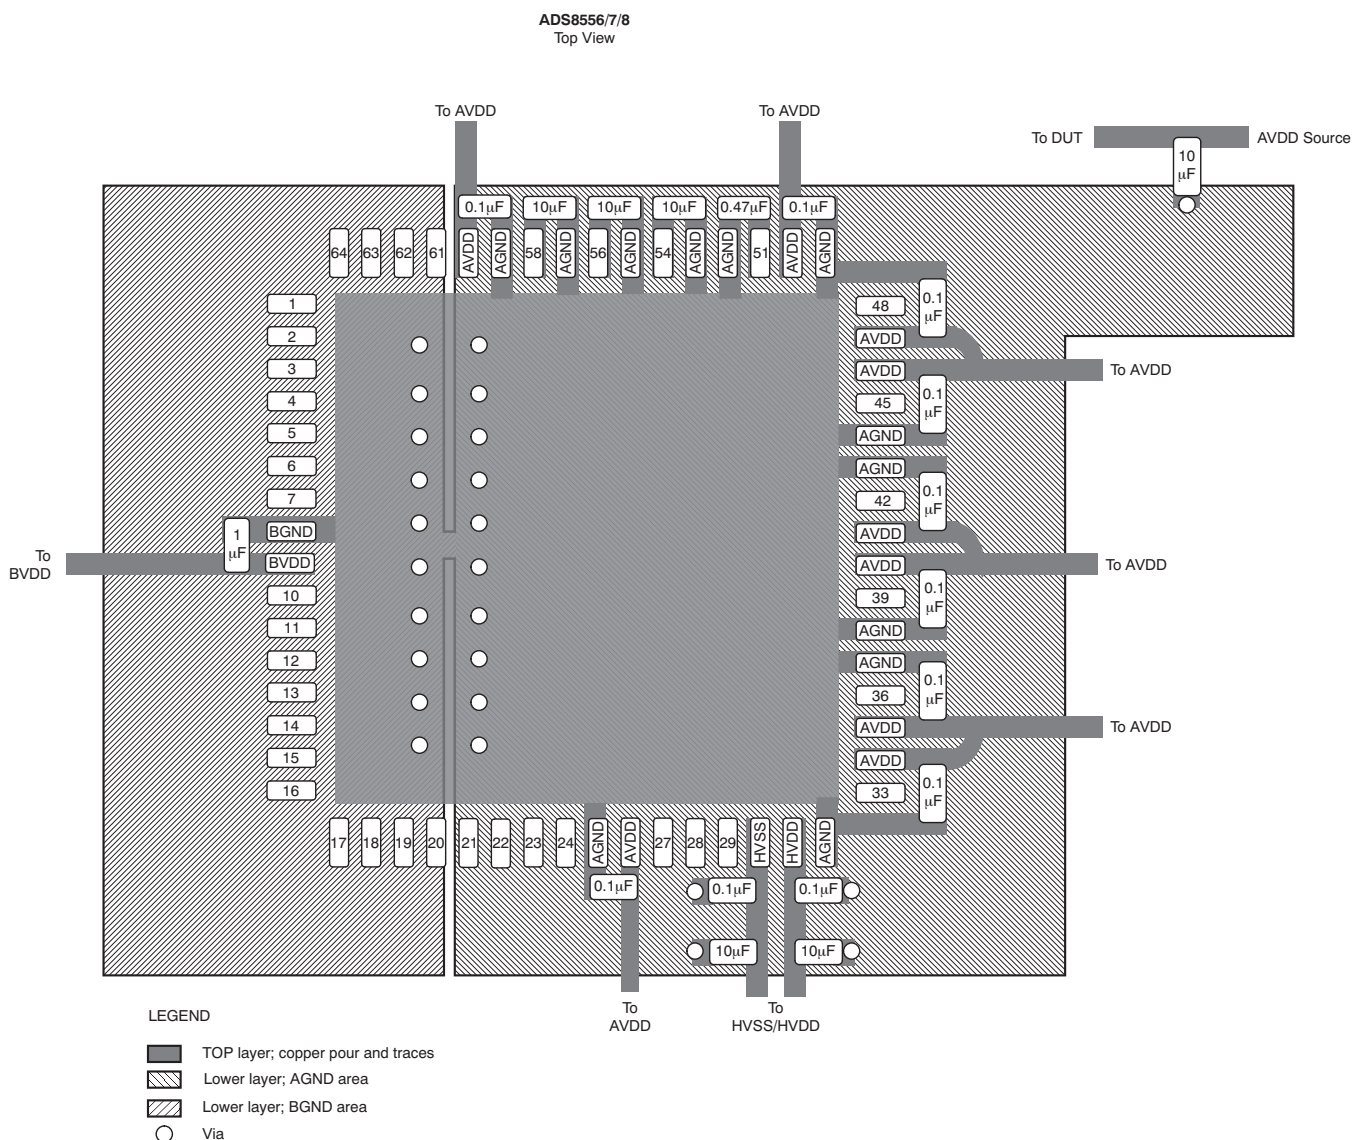 ADS8556/7/8
Top View
To AVDD
To AVDD
To DUT
AVDD Source
10
µF
0.1µF
10µF
10µF
10µF
0.47µF
0.1µF
64
63
62
61
AVDD
AGND
58
AGND
56
AGND
54
AGND
AGND
51
AVDD
AGND
1
2
3
4
5
6
7
BGND
BVDD
10
11
12
13
14
15
16
1
µF
To
BVDD
48
AVDD
AVDD
45
AGND
AGND
42
AVDD
AVDD
39
AGND
AGND
36
AVDD
AVDD
33
0.1
µF
0.1
µF
0.1
µF
0.1
µF
0.1
µF
0.1
µF
To AVDD
To AVDD
To AVDD
17
18
19
20
21
22
23
24
AGND
AVDD
27
28
29
HVSS
HVDD
AGND
0.1µF
0.1µF
0.1µF
10µF
10µF
To
AVDD
To
HVSS/HVDD
LEGEND
TOP layer; copper pour and traces
Lower layer; AGND area
Lower layer; BGND area
Via